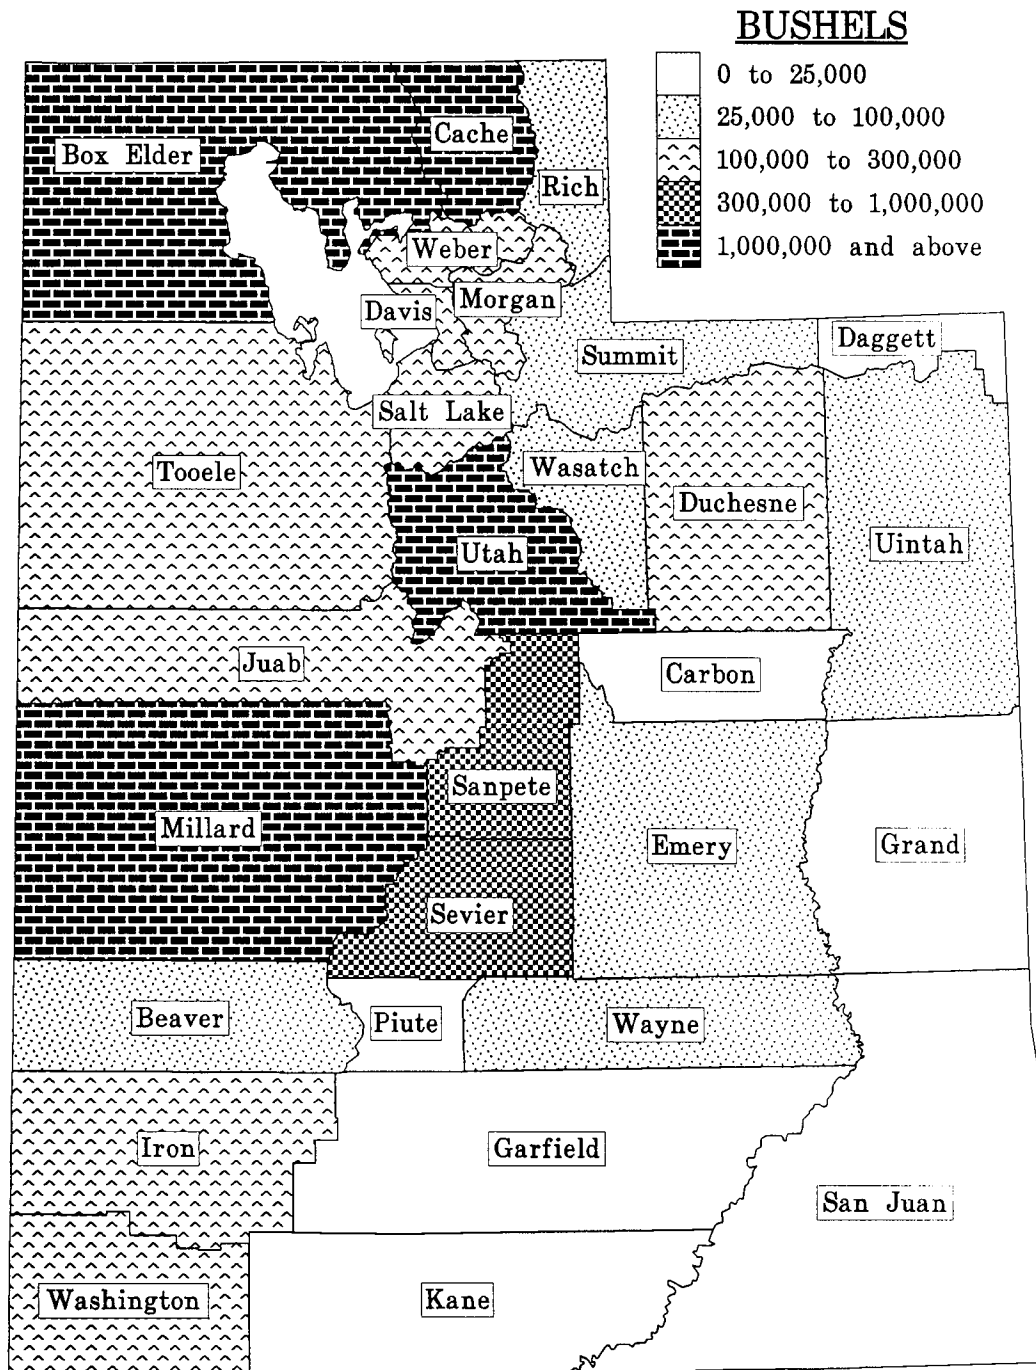 BUSHELS
0 to 25,000
25,000 to 100,000
100,000 to 300,000
300,000 to 1,000,000
1,000,000 and above
Cache
Box Elder
Rich
Weber
Morgan
Davis
Daggett
Summit
Salt Lake
Wasatch
Tooele
Duchesne
Uintah
Utah
Juab
Carbon
Sanpete
Millard
Emery
Grand
Sevier
Beaver
Piute
Wayne
Iron
Garfield
San Juan
Washington
Kane